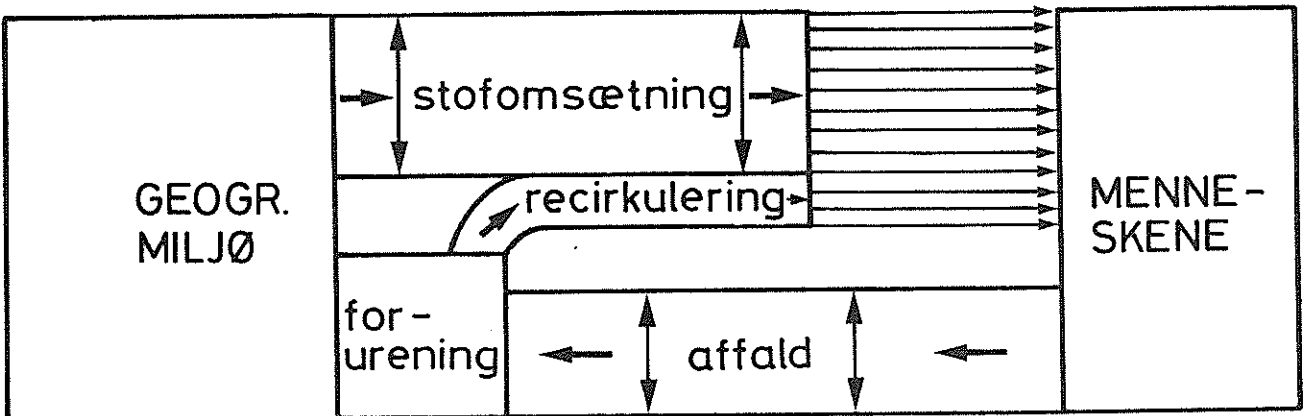 stofomsætning
recirkulering
GEOGR.
MILJØ
MENNE-
SKENE
for-
urening
affald